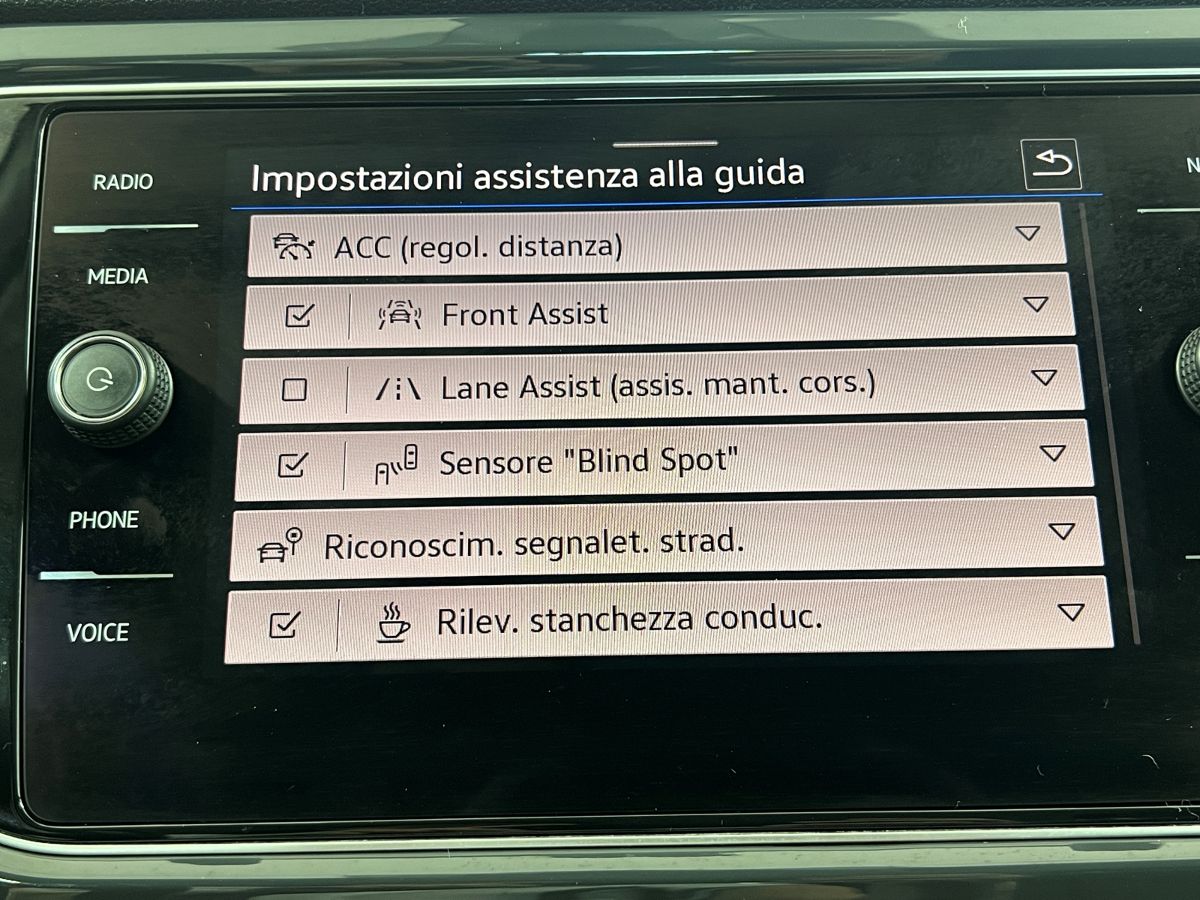 RADIO
MEDIA
PHONE
VOICE
Impostazioni assistenza alla guida
ACC (regol. distanza)
Front Assist
Lane Assist (assis. mant. cors.)
Sensore "Blind Spot"
Riconoscim. segnalet. strad.
Rilev. stanchezza conduc.